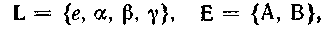 L = {e, α, β, γ}, E = {A, B},